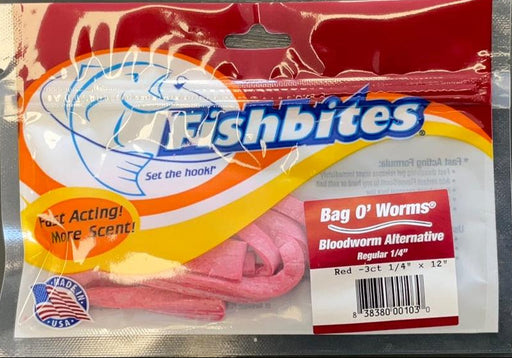 Fishbites®
Set the hook!™
Fast Acting!
More Scent!
* Fast Acting Formula:
Bag O' Worms®
Bloodworm Alternative
Regular 1/4"
Red -3ct 1/4" x 12"
8 38380 00103 0
MADE IN
U.S.A.